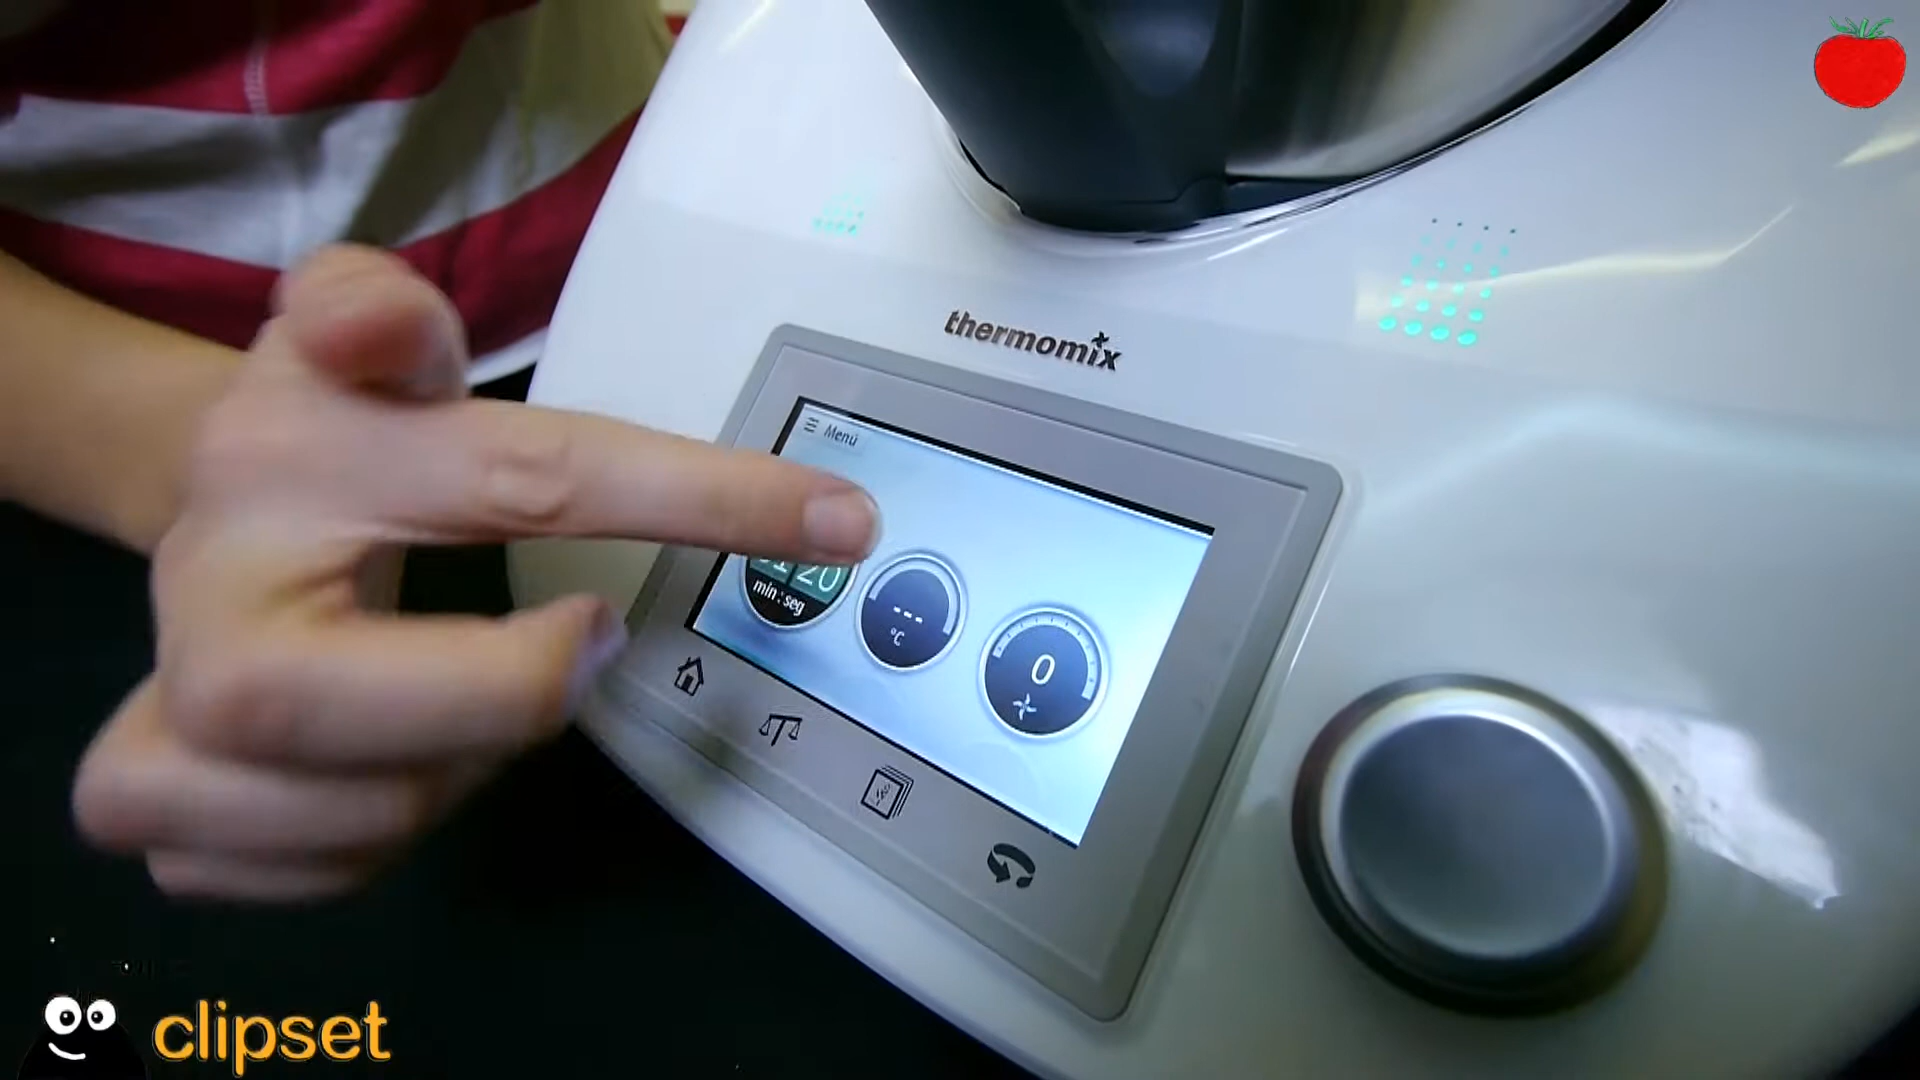 thermomix
Menú
20
min : seg
---
°C
0
clipset